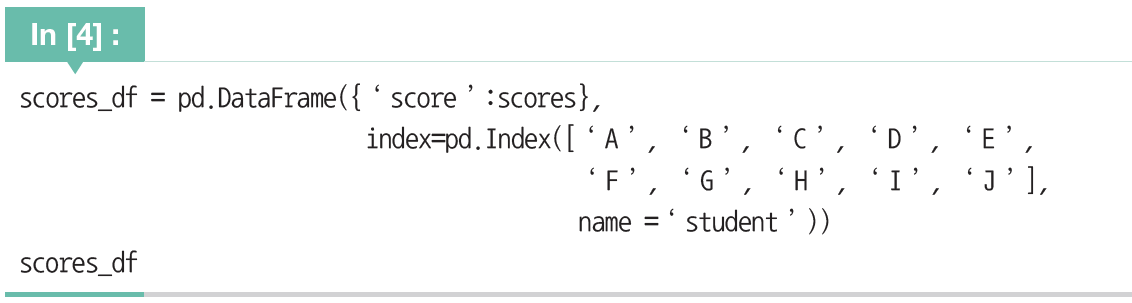 In [4] :
scores_df = pd.DataFrame({ ‘ score ’ :scores},
index=pd.Index([ ‘ A ’ , ‘ B ’ , ‘ C ’ , ‘ D ’ , ‘ E ’ ,
‘ F ’ , ‘ G ’ , ‘ H ’ , ‘ I ’ , ‘ J ’ ],
name = ‘ student ’ ))
scores_df